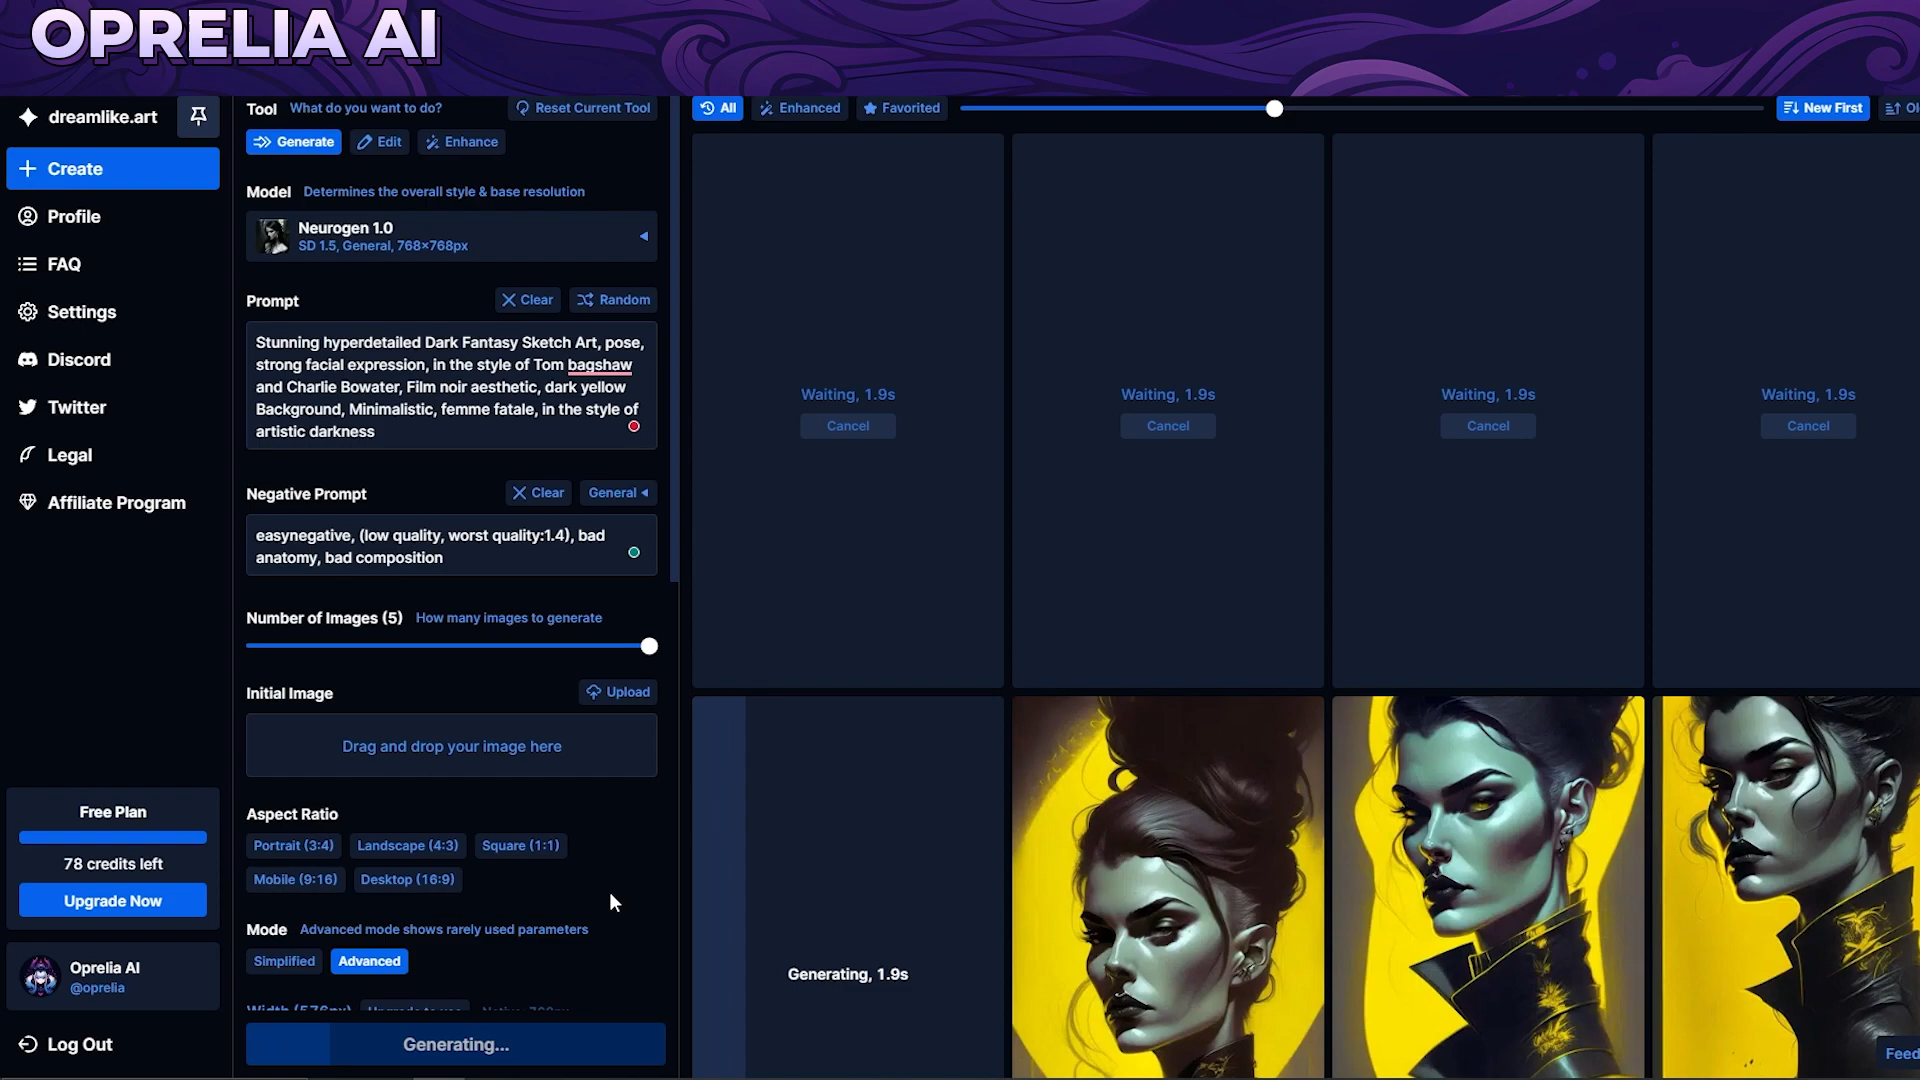 OPRELIA AI
dreamlike.art
Create
Profile
FAQ
Settings
Discord
Twitter
Legal
Affiliate Program
Free Plan
78 credits left
Upgrade Now
Oprelia AI
@oprelia
Log Out
Tool What do you want to do? Reset Current Tool
Generate Edit Enhance
Model Determines the overall style & base resolution
Neurogen 1.0
SD 1.5, General, 768×768px
Prompt Clear Random
Stunning hyperdetailed Dark Fantasy Sketch Art, pose,
strong facial expression, in the style of Tom bagshaw
and Charlie Bowater, Film noir aesthetic, dark yellow
Background, Minimalistic, femme fatale, in the style of
artistic darkness
Negative Prompt Clear General
easynegative, (low quality, worst quality:1.4), bad
anatomy, bad composition
Number of Images (5) How many images to generate
Initial Image Upload
Drag and drop your image here
Aspect Ratio
Portrait (3:4) Landscape (4:3) Square (1:1)
Mobile (9:16) Desktop (16:9)
Mode Advanced mode shows rarely used parameters
Simplified Advanced
Width (576px) Upgrade to use Native, 768px
Generating...
All Enhanced Favorited New First Ol
Waiting, 1.9s Waiting, 1.9s Waiting, 1.9s Waiting, 1.9s
Cancel Cancel Cancel Cancel
Generating, 1.9s
Feed